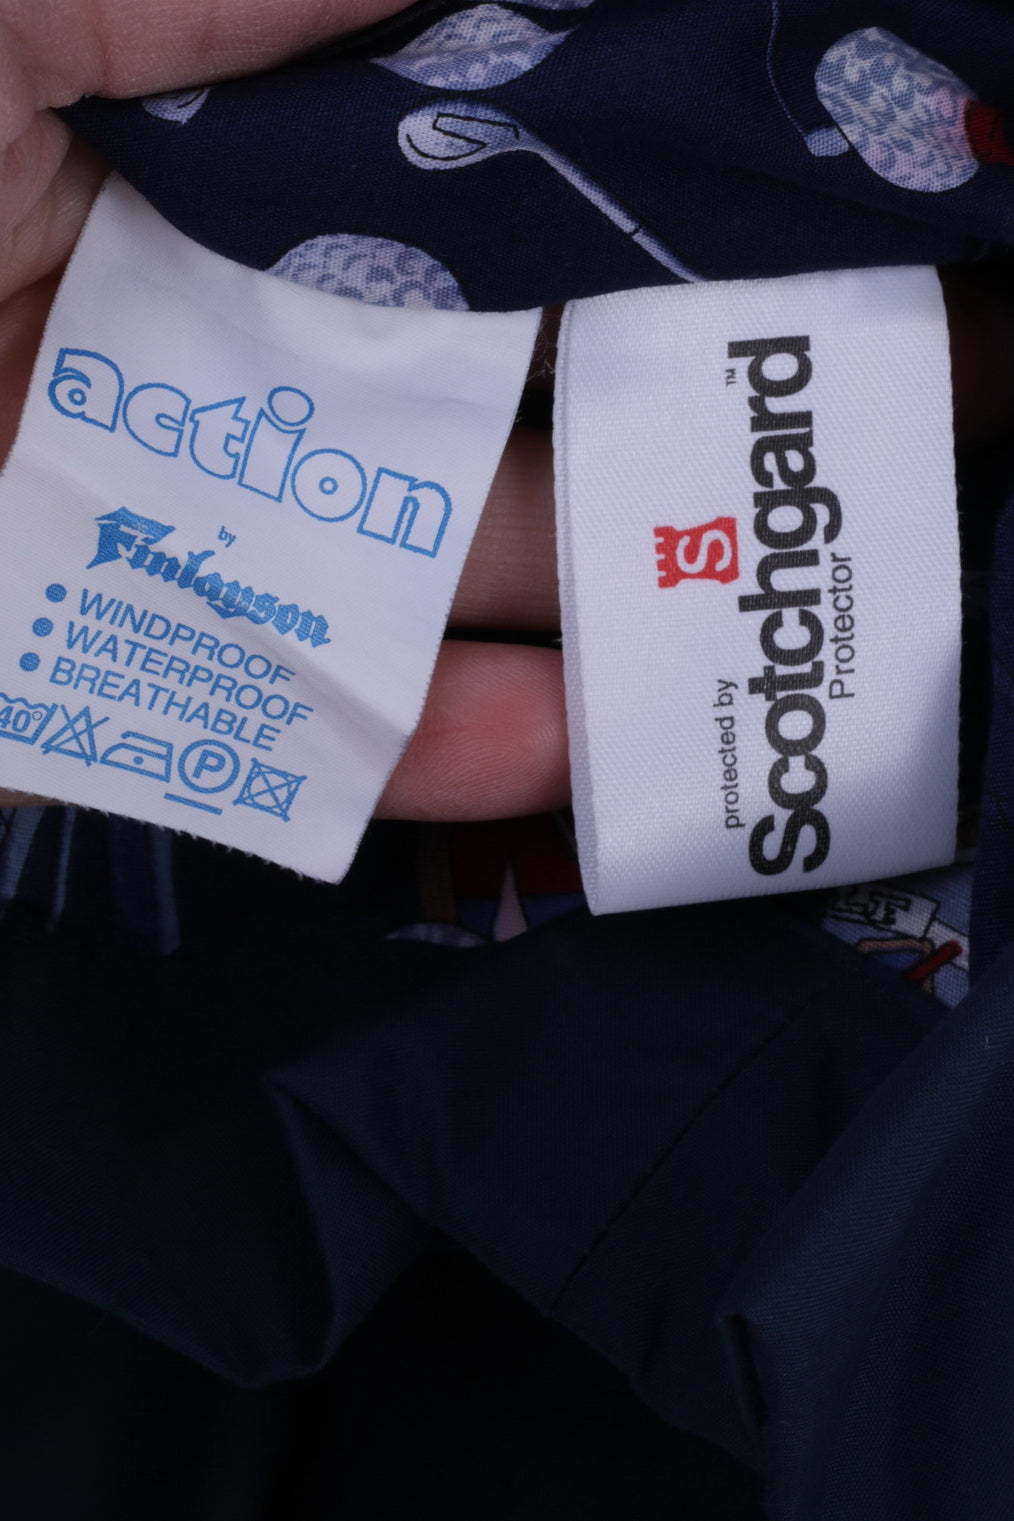 action
by
Finlayson
• WINDPROOF
• WATERPROOF
• BREATHABLE
40° P
protected by
Scotchgard™
Protector
S